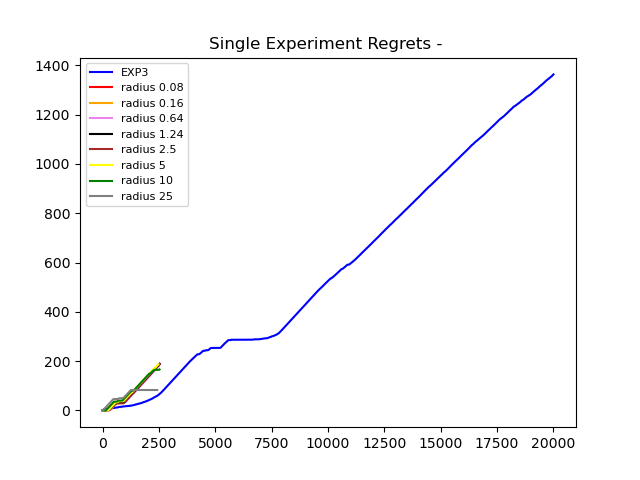 Single Experiment Regrets -
1400
1200
1000
800
600
400
200
0
EXP3
radius 0.08
radius 0.16
radius 0.64
radius 1.24
radius 2.5
radius 5
radius 10
radius 25
0 2500 5000 7500 10000 12500 15000 17500 20000